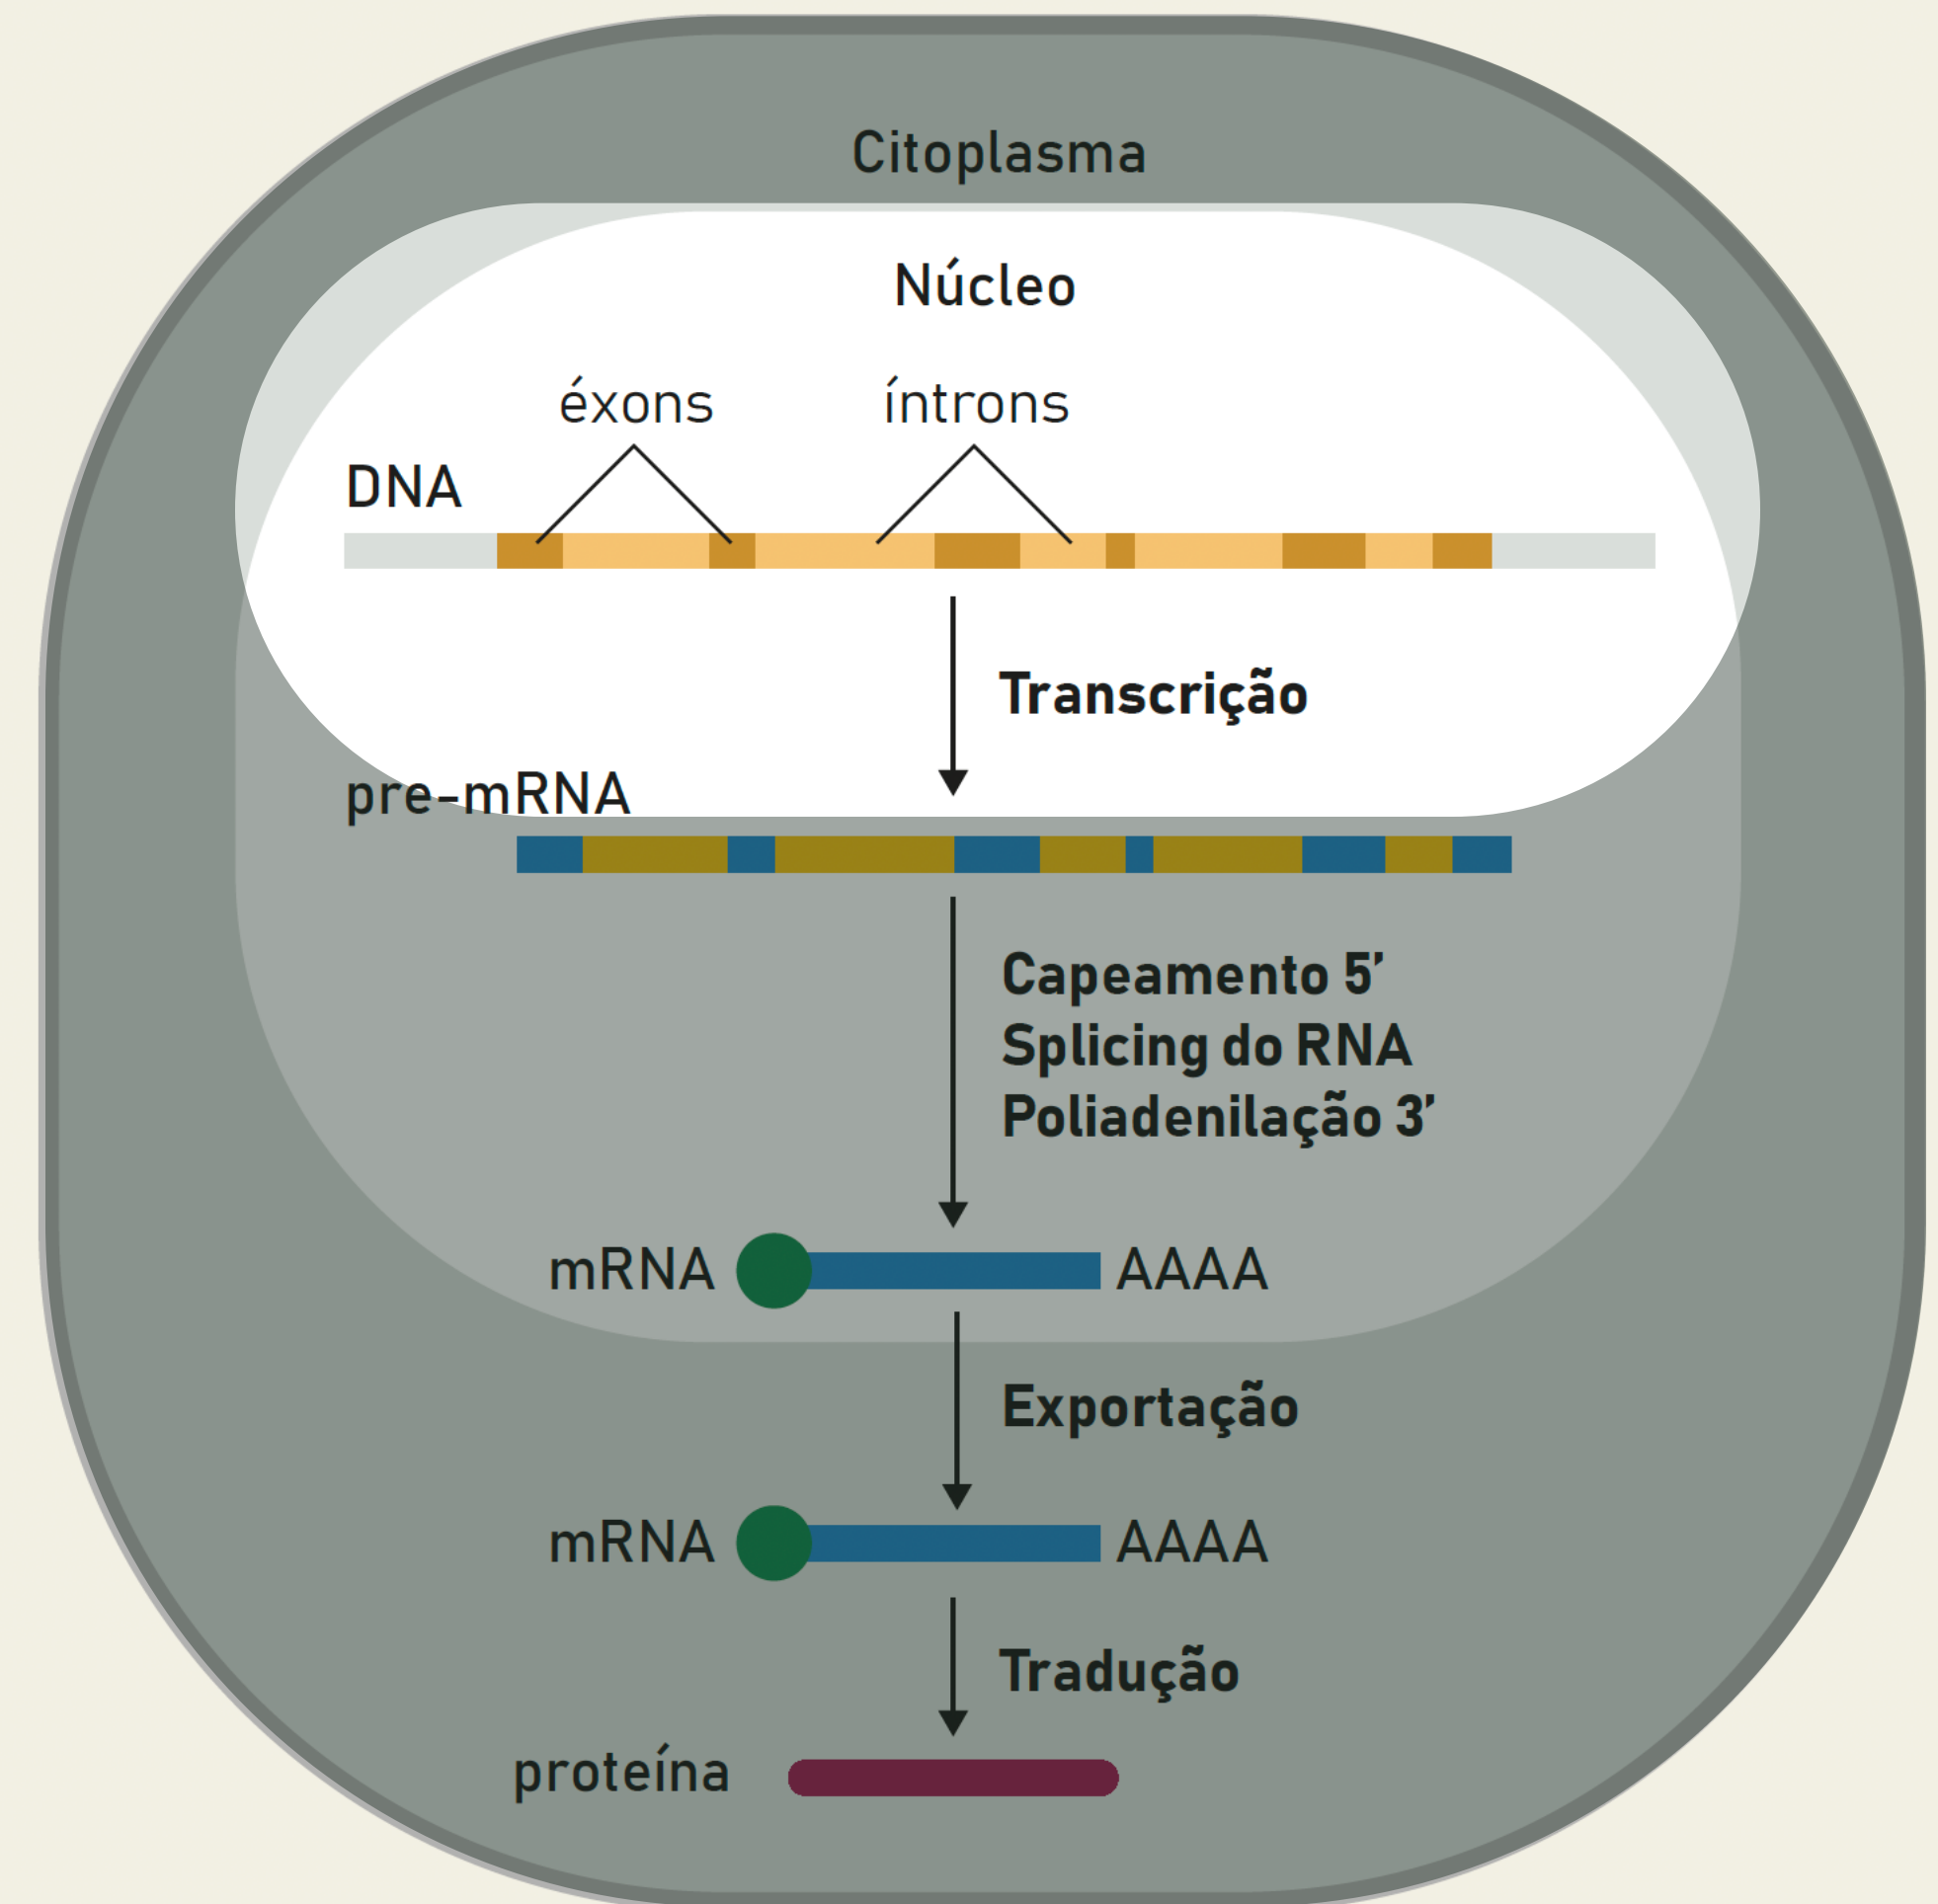 Citoplasma
Núcleo
éxons
íntrons
DNA
Transcrição
pre-mRNA
Capeamento 5’
Splicing do RNA
Poliadenilação 3’
mRNA
AAAA
Exportação
mRNA
AAAA
Tradução
proteína